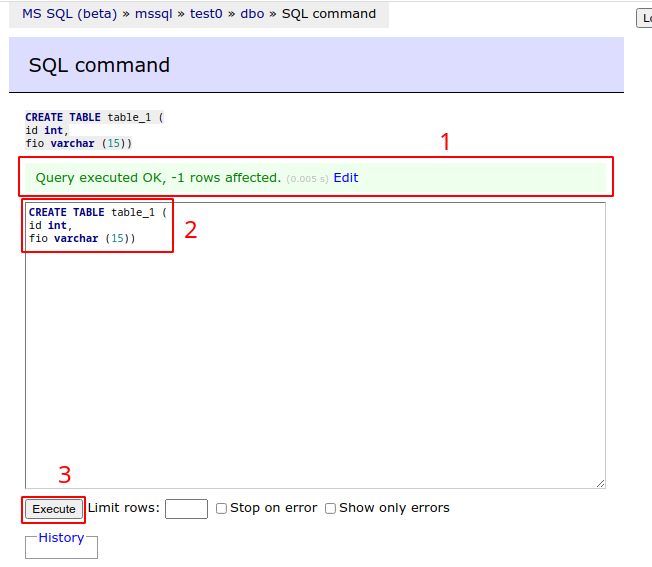 MS SQL (beta) » mssql » test0 » dbo » SQL command
SQL command
CREATE TABLE table_1 (
id int,
fio varchar (15))
1
Query executed OK, -1 rows affected. (0.005 s) Edit
CREATE TABLE table_1 (
id int,
fio varchar (15))
2
3
Execute Limit rows: Stop on error Show only errors
History